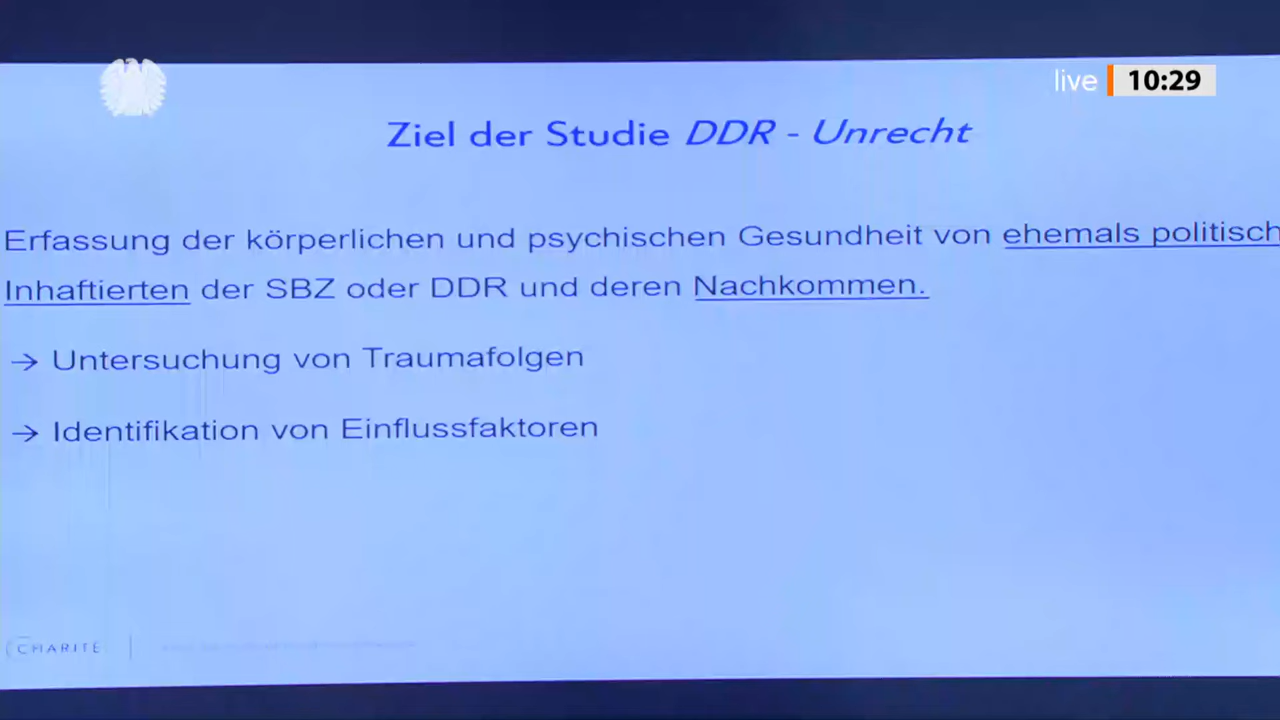 live 10:29
Ziel der Studie DDR - Unrecht
Erfassung der körperlichen und psychischen Gesundheit von ehemals politisch
Inhaftierten der SBZ oder DDR und deren Nachkommen.
→ Untersuchung von Traumafolgen
→ Identifikation von Einflussfaktoren
CHARITÉ